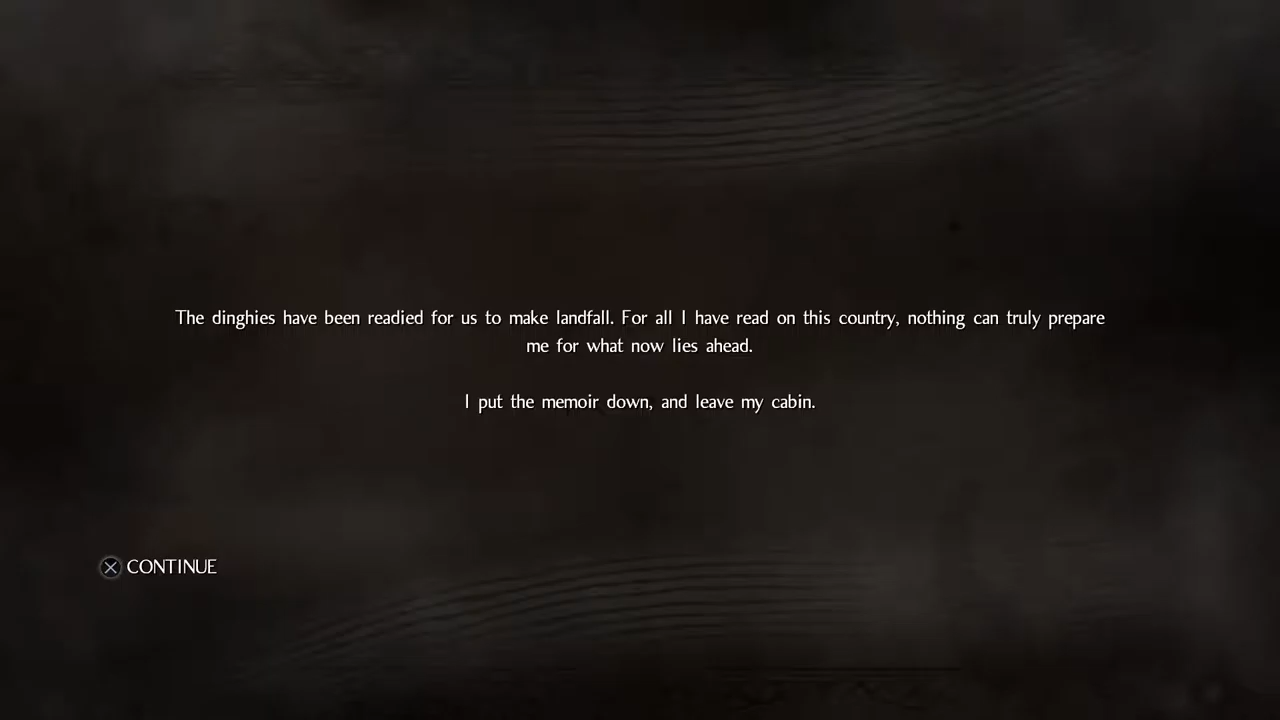 The dinghies have been readied for us to make landfall. For all I have read on this country, nothing can truly prepare
me for what now lies ahead.
I put the memoir down, and leave my cabin.
CONTINUE